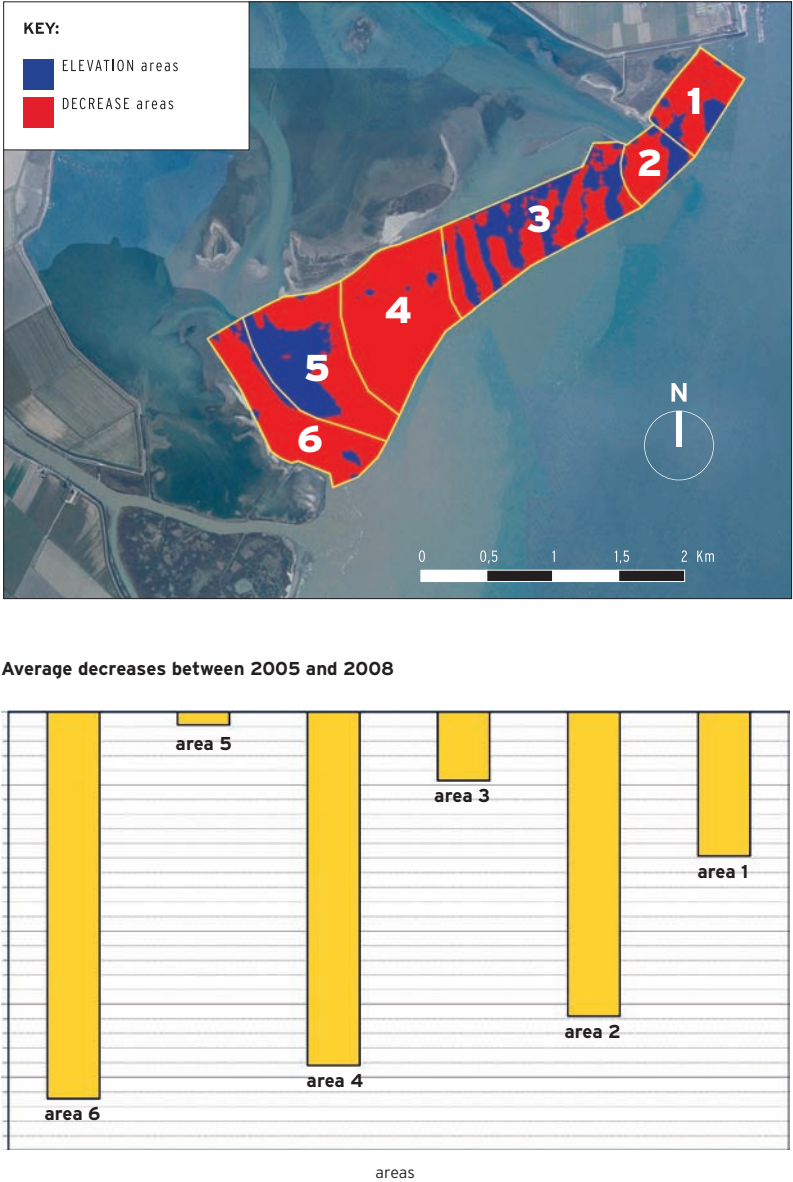 KEY:
ELEVATION areas
DECREASE areas
1
2
3
4
5
6
N
0 0,5 1 1,5 2 Km
Average decreases between 2005 and 2008
area 5
area 3
area 1
area 2
area 4
area 6
areas